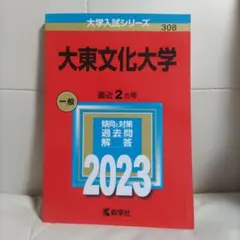 大学入試シリーズ
308
大東文化大学
最近2カ年
一般
傾向と対策
過去問
解答
2023
教学社